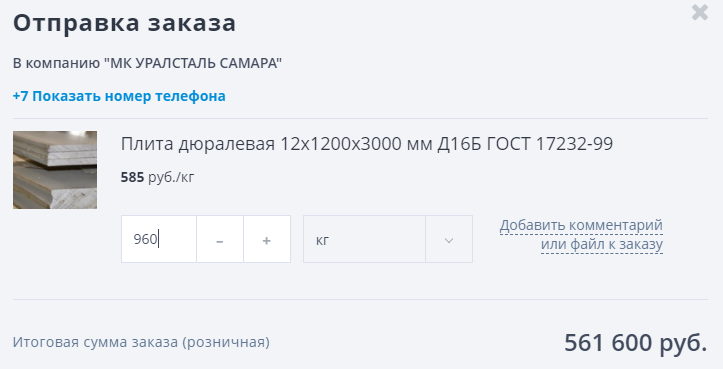 Отправка заказа
В компанию "МК УРАЛСТАЛЬ САМАРА"
+7 Показать номер телефона
Плита дюралевая 12х1200х3000 мм Д16Б ГОСТ 17232-99
585 руб./кг
960 – + кг
Добавить комментарий
или файл к заказу
Итоговая сумма заказа (розничная) 561 600 руб.